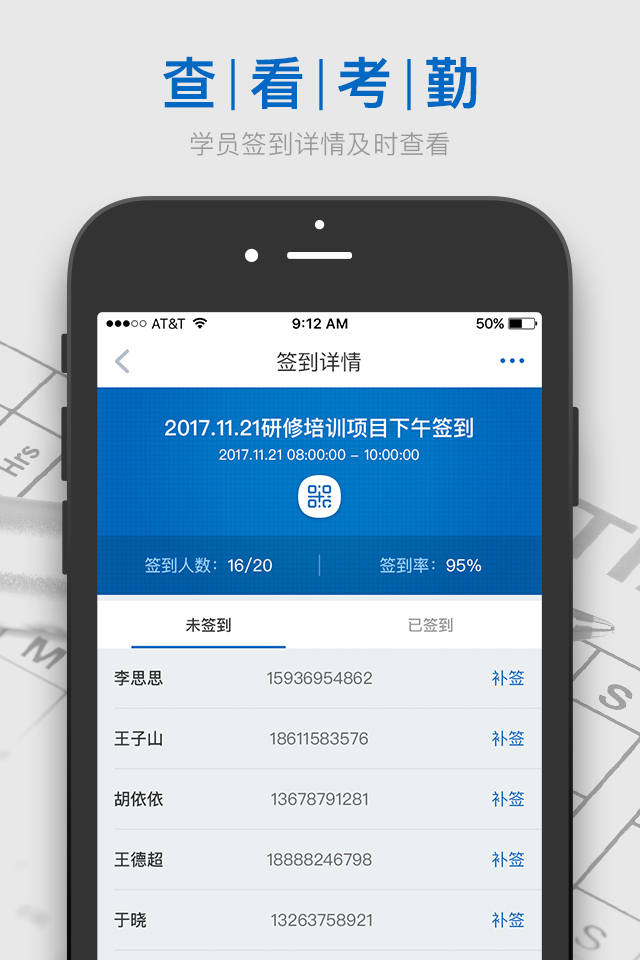 查看考勤
学员签到详情及时查看
AT&T 9:12 AM 50%
签到详情
2017.11.21研修培训项目下午签到
2017.11.21 08:00:00 - 10:00:00
签到人数：16/20 签到率：95%
未签到 已签到
李思思 15936954862 补签
王子山 18611583576 补签
胡依依 13678791281 补签
王德超 18888246798 补签
于晓 13263758921 补签
Hrs
T M
TI
S
S
S